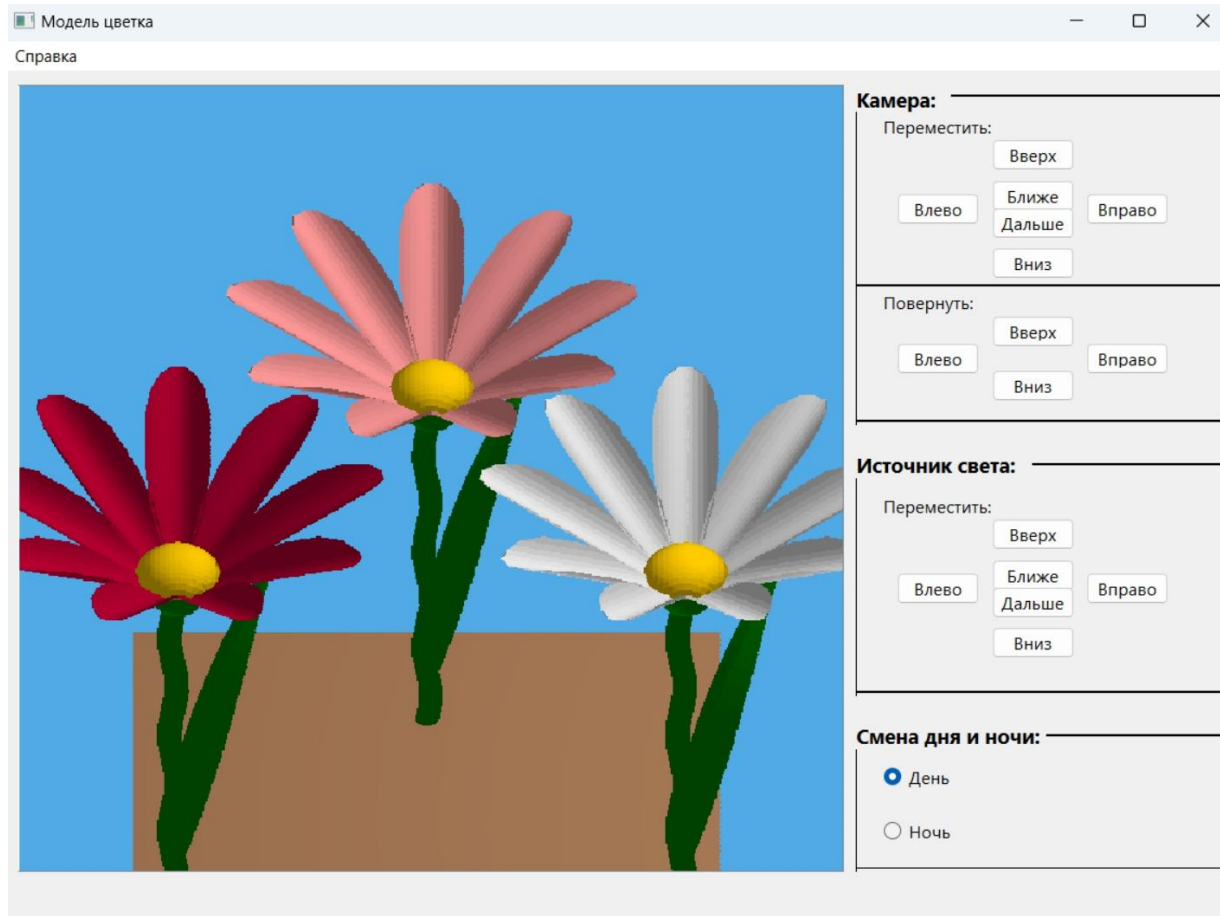 Модель цветка
Справка
Камера:
Переместить:
Вверх
Ближе
Влево
Вправо
Дальше
Вниз
Повернуть:
Вверх
Влево
Вправо
Вниз
Источник света:
Переместить:
Вверх
Ближе
Влево
Вправо
Дальше
Вниз
Смена дня и ночи:
День
Ночь